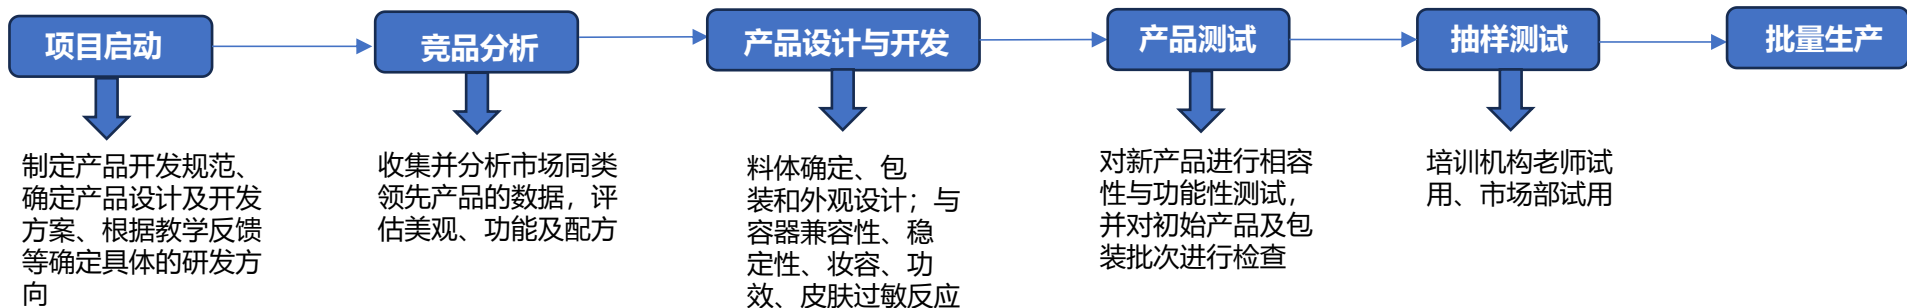 项目启动
竞品分析
产品设计与开发
产品测试
抽样测试
批量生产
制定产品开发规范、
确定产品设计及开发
方案、根据教学反馈
等确定具体的研发方
向
收集并分析市场同类
领先产品的数据，评
估美观、功能及配方
料体确定、包
装和外观设计；与
容器兼容性、稳
定性、妆容、功
效、皮肤过敏反应
对新产品进行相容
性与功能性测试，
并对初始产品及包
装批次进行检查
培训机构老师试
用、市场部试用